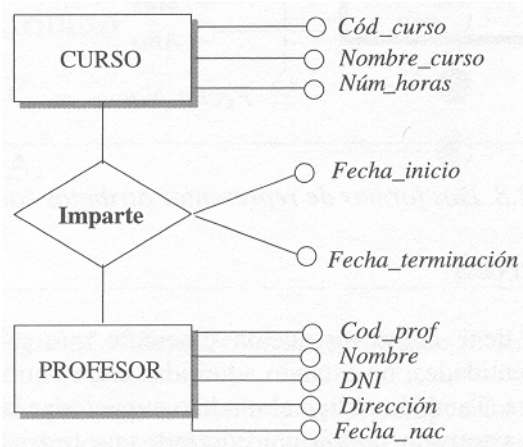 Cód_curso
CURSO
Nombre_curso
Núm_horas
Fecha_inicio
Imparte
Fecha_terminación
Cod_prof
Nombre
PROFESOR
DNI
Dirección
Fecha_nac